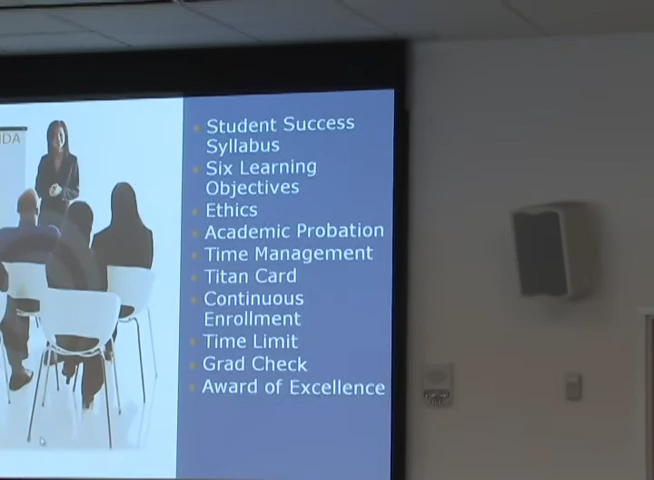 Student Success
Syllabus
Six Learning
Objectives
Ethics
Academic Probation
Time Management
Titan Card
Continuous
Enrollment
Time Limit
Grad Check
Award of Excellence